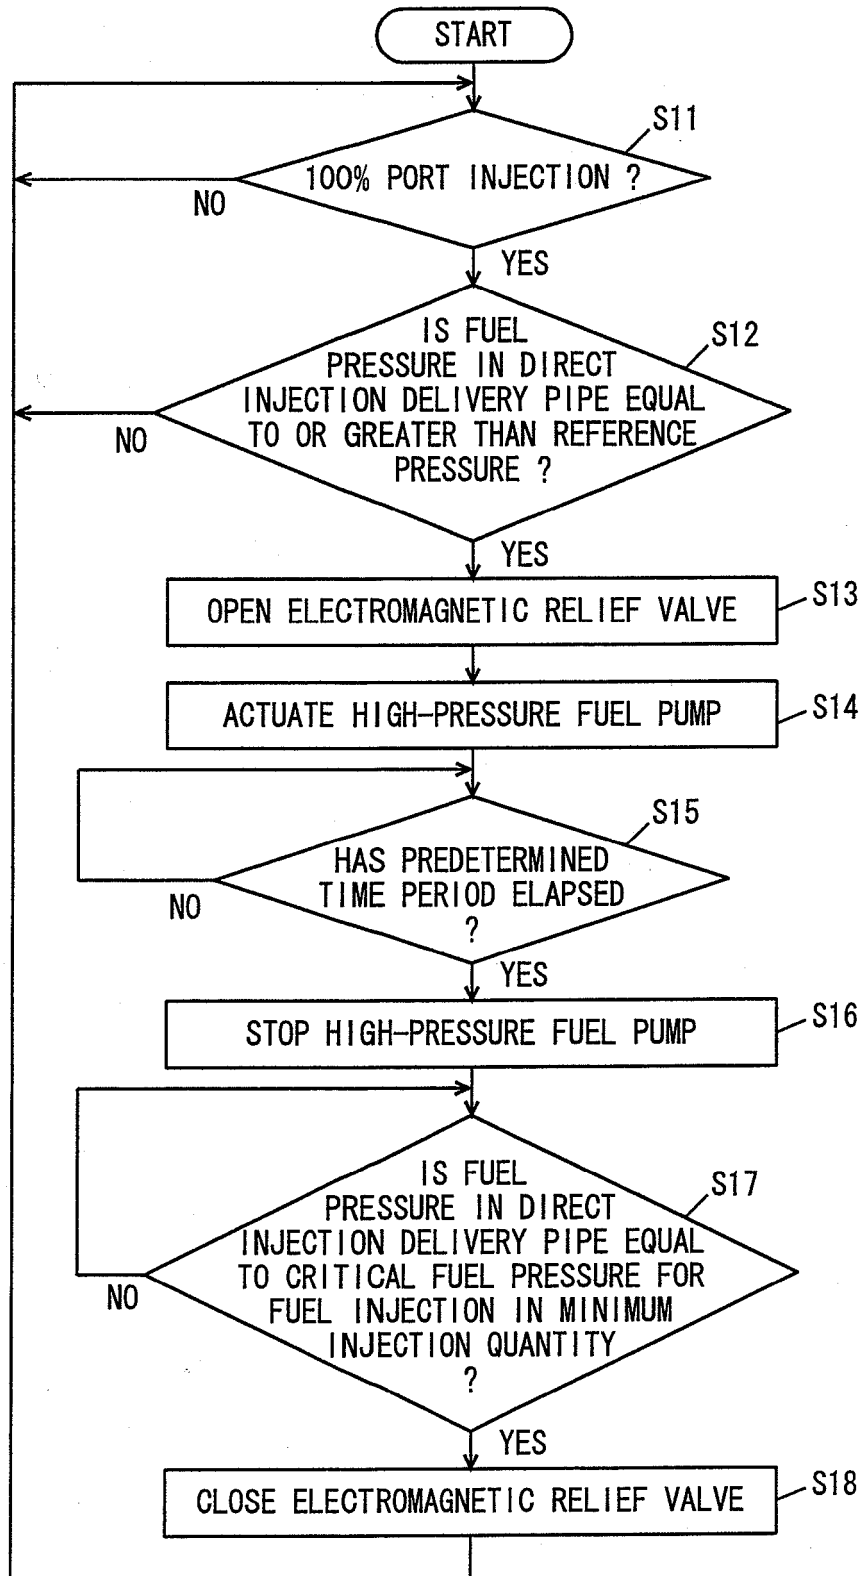 START
S11
100% PORT INJECTION ?
NO
YES
S12
IS FUEL
PRESSURE IN DIRECT
INJECTION DELIVERY PIPE EQUAL
TO OR GREATER THAN REFERENCE
PRESSURE ?
NO
YES
S13
OPEN ELECTROMAGNETIC RELIEF VALVE
S14
ACTUATE HIGH-PRESSURE FUEL PUMP
S15
HAS PREDETERMINED
TIME PERIOD ELAPSED
?
NO
YES
S16
STOP HIGH-PRESSURE FUEL PUMP
S17
IS FUEL
PRESSURE IN DIRECT
INJECTION DELIVERY PIPE EQUAL
TO CRITICAL FUEL PRESSURE FOR
FUEL INJECTION IN MINIMUM
INJECTION QUANTITY
?
NO
YES
S18
CLOSE ELECTROMAGNETIC RELIEF VALVE